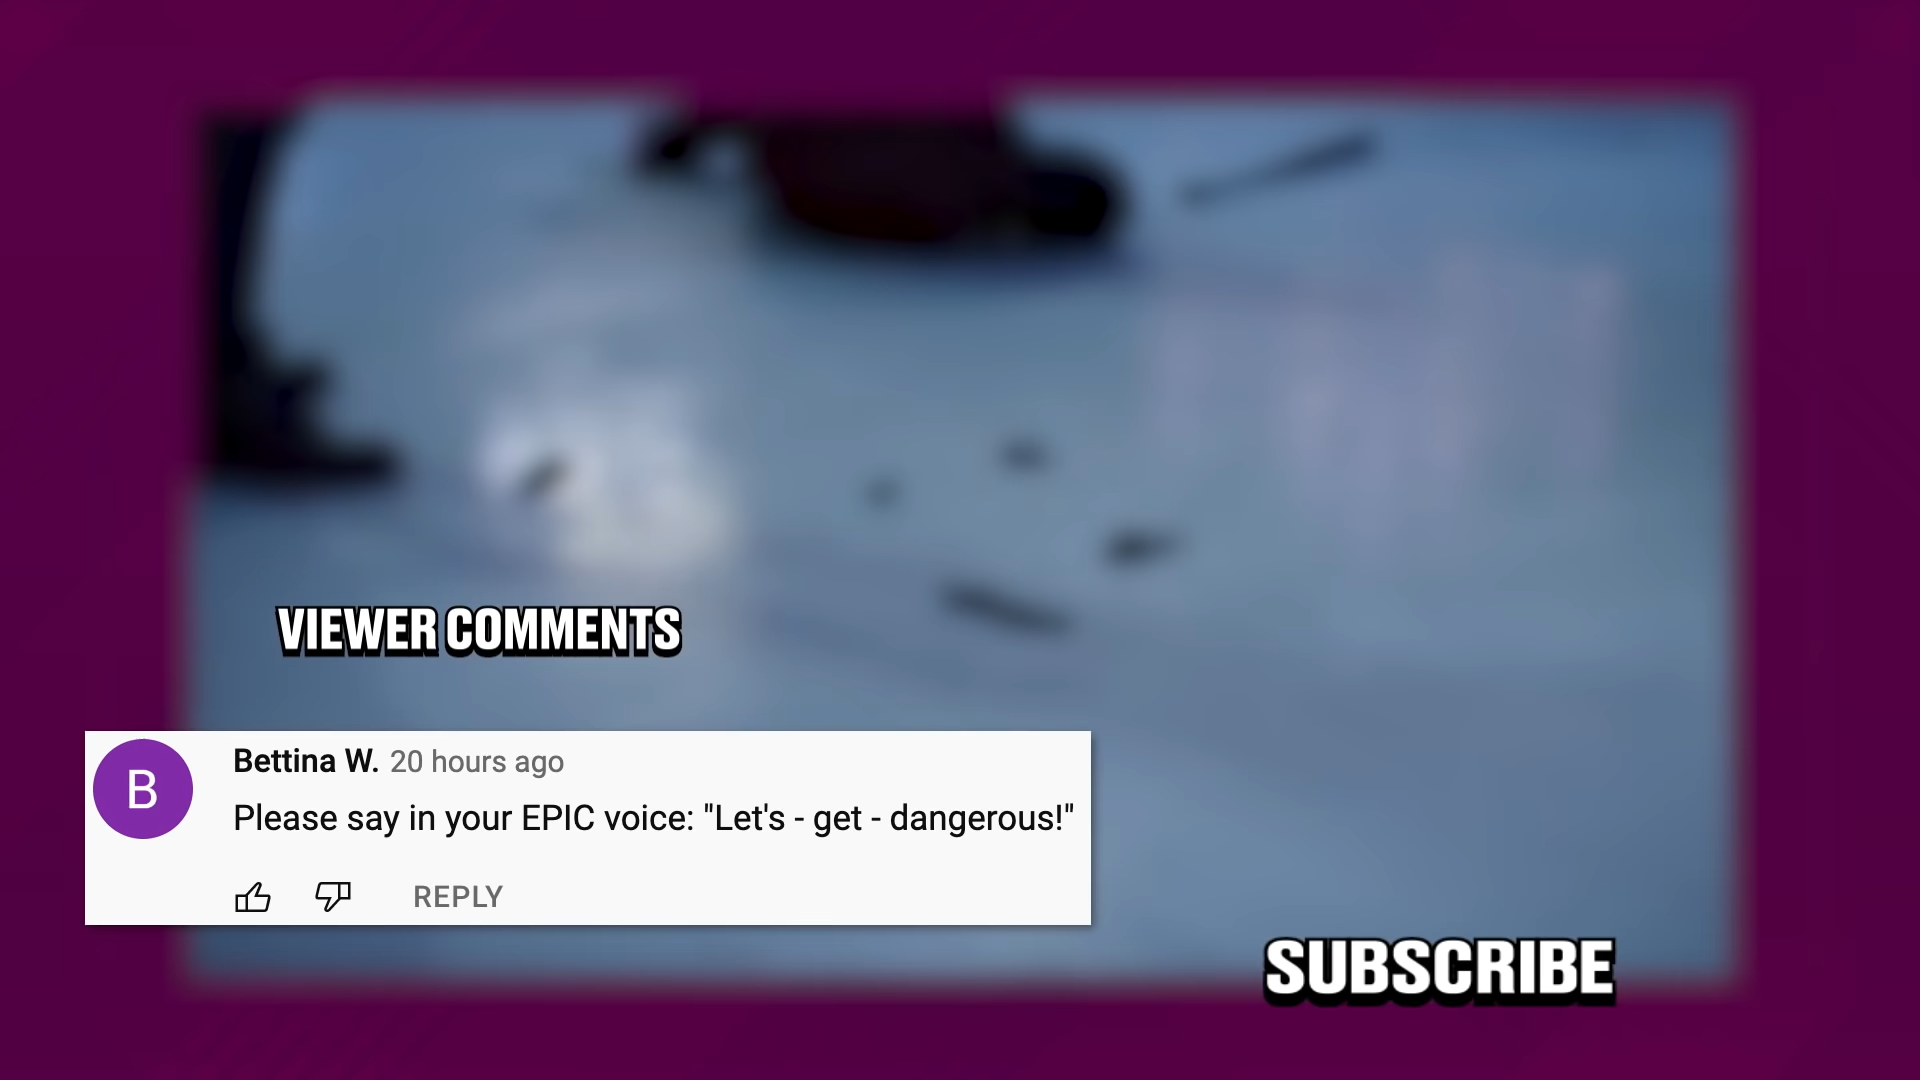 VIEWER COMMENTS
B
Bettina W. 20 hours ago
Please say in your EPIC voice: "Let's - get - dangerous!"
REPLY
SUBSCRIBE